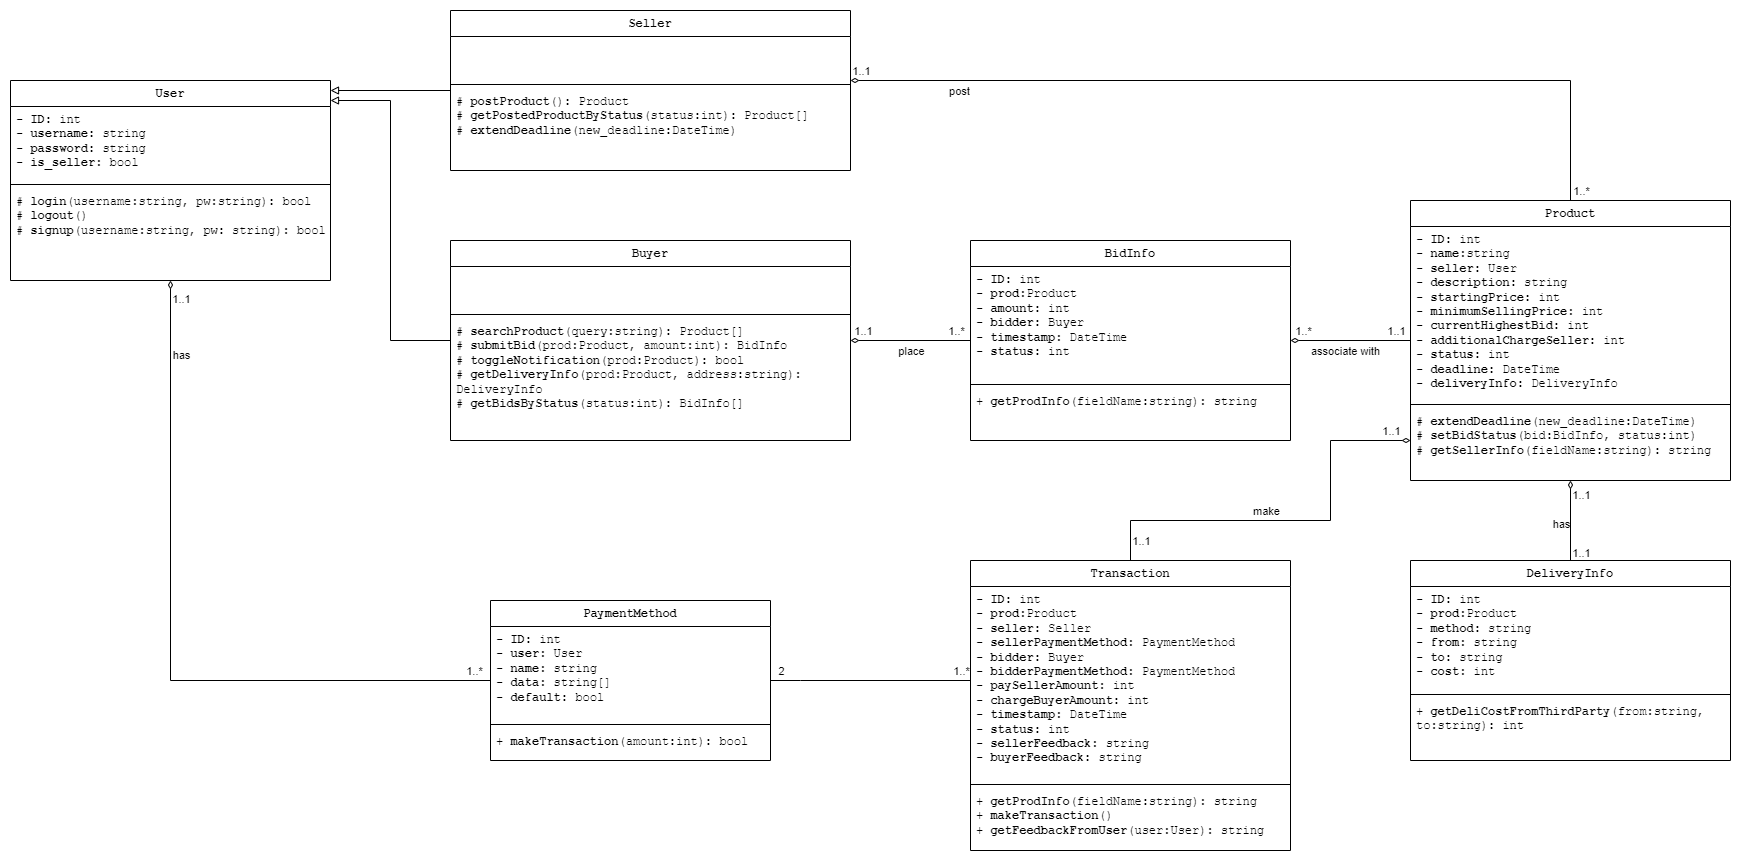 Seller
# postProduct(): Product
# getPostedProductByStatus(status:int): Product[]
# extendDeadline(new_deadline:DateTime)
User
- ID: int
- username: string
- password: string
- is_seller: bool
# login(username:string, pw:string): bool
# logout()
# signup(username:string, pw: string): bool
1..1
post
1..*
Buyer
# searchProduct(query:string): Product[]
# submitBid(prod:Product, amount:int): BidInfo
# toggleNotification(prod:Product): bool
# getDeliveryInfo(prod:Product, address:string):
DeliveryInfo
# getBidsByStatus(status:int): BidInfo[]
1..1
place
1..*
BidInfo
- ID: int
- prod:Product
- amount: int
- bidder: Buyer
- timestamp: DateTime
- status: int
+ getProdInfo(fieldName:string): string
1..*
associate with
1..1
Product
- ID: int
- name:string
- seller: User
- description: string
- startingPrice: int
- minimumSellingPrice: int
- currentHighestBid: int
- additionalChargeSeller: int
- status: int
- deadline: DateTime
- deliveryInfo: DeliveryInfo
# extendDeadline(new_deadline:DateTime)
# setBidStatus(bid:BidInfo, status:int)
# getSellerInfo(fieldName:string): string
1..1
has
1..*
1..1
make
1..1
1..1
has
1..1
PaymentMethod
- ID: int
- user: User
- name: string
- data: string[]
- default: bool
+ makeTransaction(amount:int): bool
2
1..*
Transaction
- ID: int
- prod:Product
- seller: Seller
- sellerPaymentMethod: PaymentMethod
- bidder: Buyer
- bidderPaymentMethod: PaymentMethod
- paySellerAmount: int
- chargeBuyerAmount: int
- timestamp: DateTime
- status: int
- sellerFeedback: string
- buyerFeedback: string
+ getProdInfo(fieldName:string): string
+ makeTransaction()
+ getFeedbackFromUser(user:User): string
DeliveryInfo
- ID: int
- prod:Product
- method: string
- from: string
- to: string
- cost: int
+ getDeliCostFromThirdParty(from:string,
to:string): int